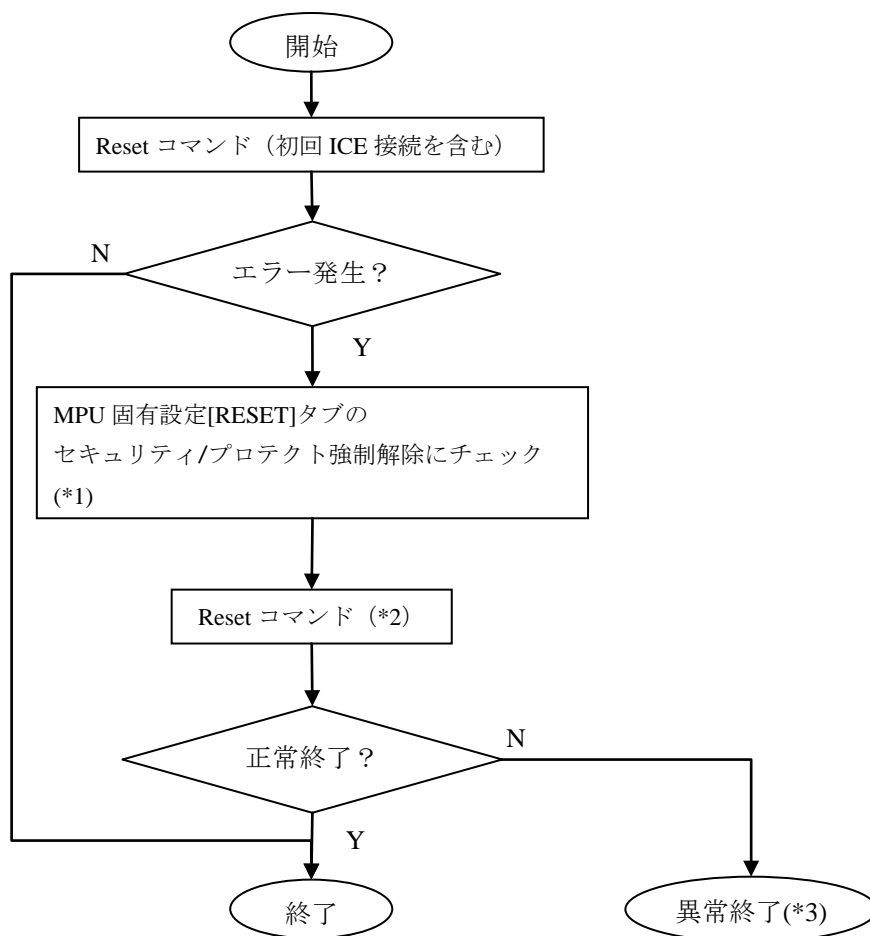 開始
Reset コマンド（初回 ICE 接続を含む）
N
エラー発生？
Y
MPU 固有設定[RESET]タブの
セキュリティ/プロテクト強制解除にチェック
(*1)
Reset コマンド（*2）
正常終了？
N
Y
終了
異常終了(*3)